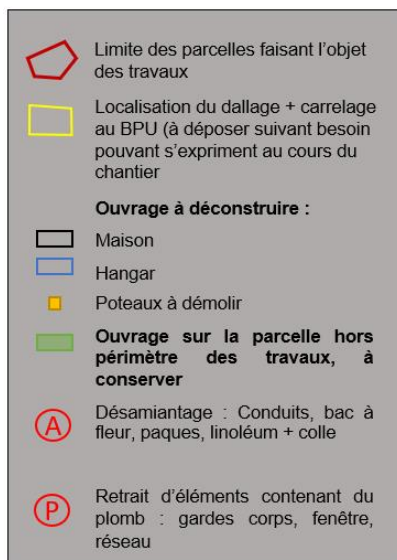 Limite des parcelles faisant l’objet
des travaux
Localisation du dallage + carrelage
au BPU (à déposer suivant besoin
pouvant s’expriment au cours du
chantier
Ouvrage à déconstruire :
Maison
Hangar
Poteaux à démolir
Ouvrage sur la parcelle hors
périmètre des travaux, à
conserver
A
Désamiantage : Conduits, bac à
fleur, paques, linoléum + colle
P
Retrait d’éléments contenant du
plomb : gardes corps, fenêtre,
réseau